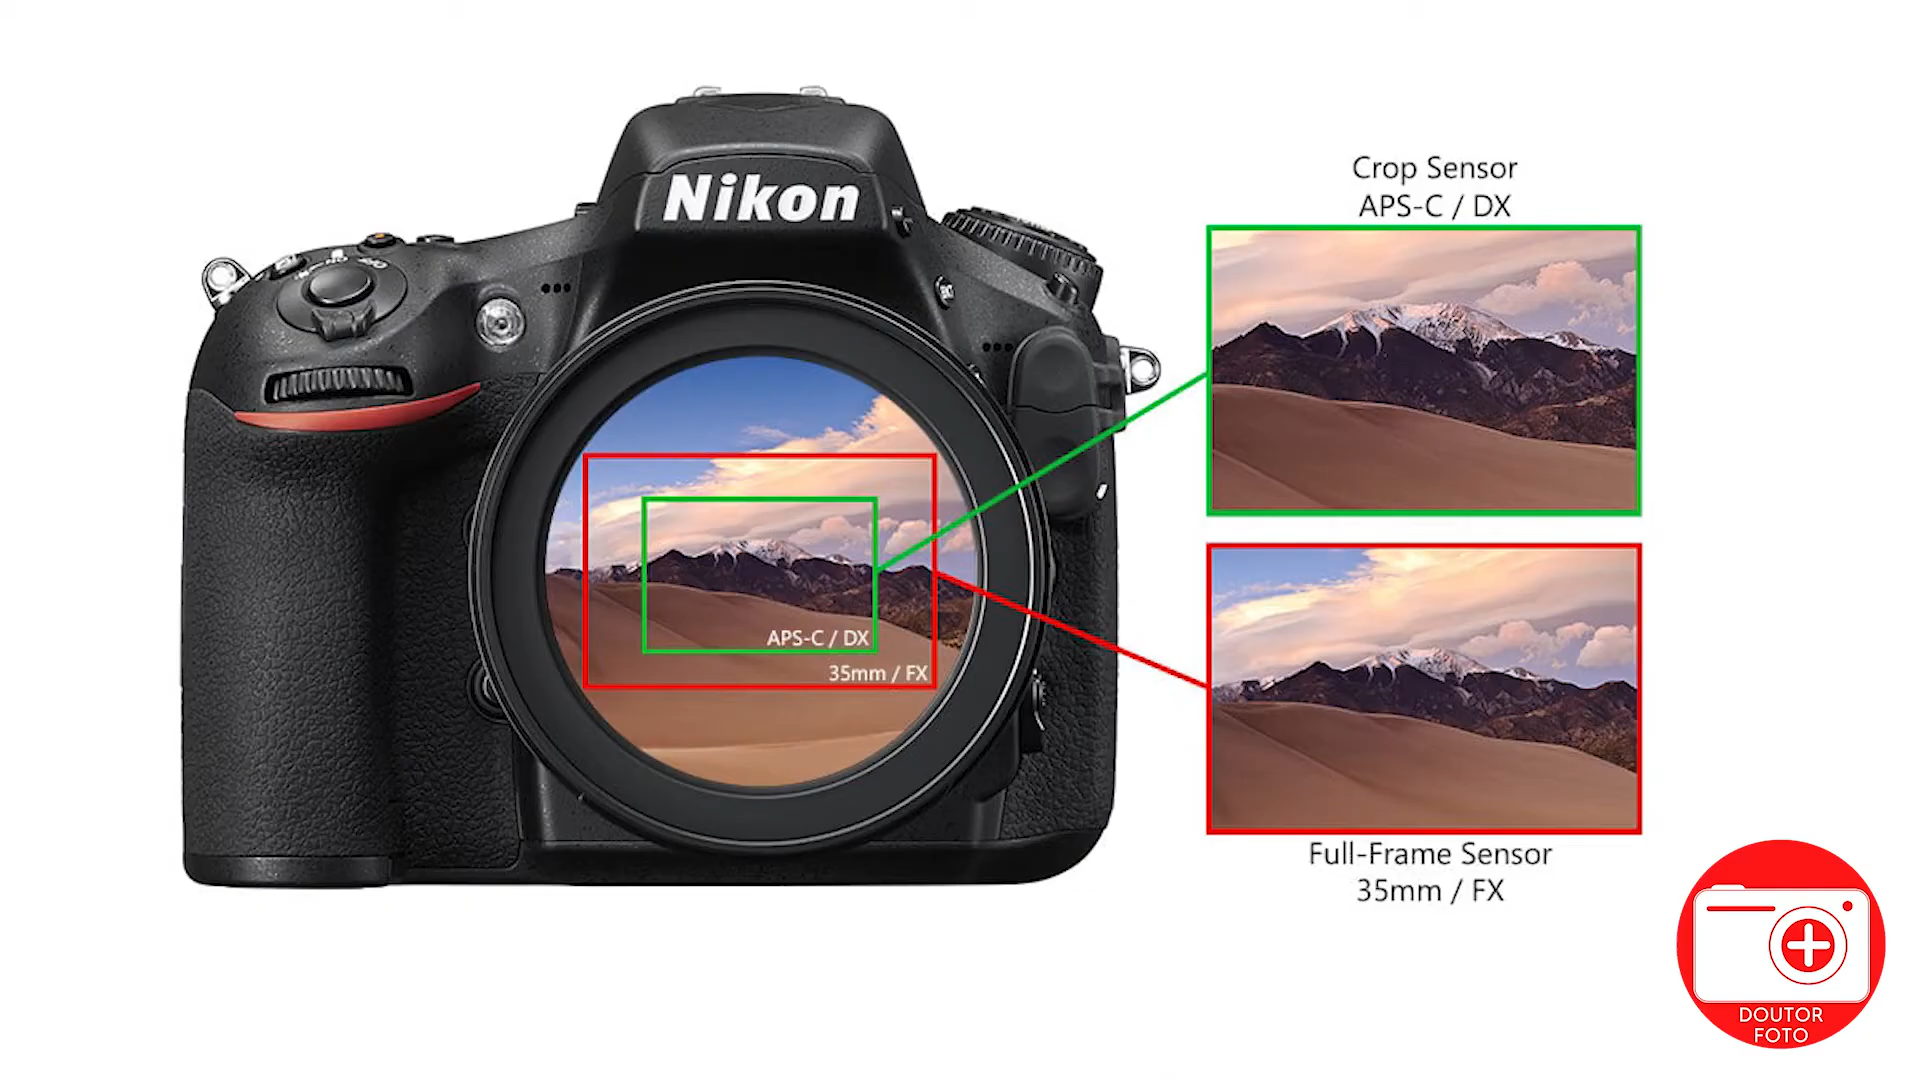 Nikon
Crop Sensor
APS-C / DX
APS-C / DX
35mm / FX
Full-Frame Sensor
35mm / FX
DOUTOR
FOTO